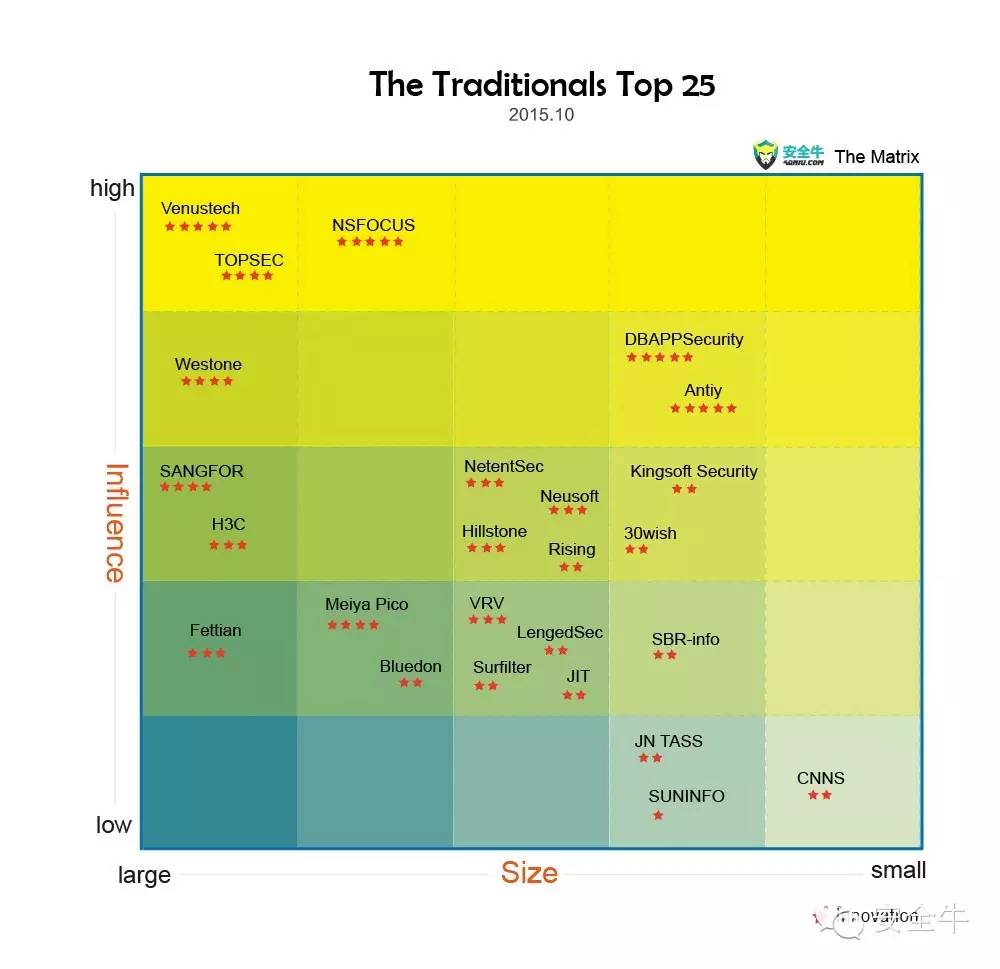 The Traditionals Top 25
2015.10
安全牛
AQNIU.COM
The Matrix
high
Venustech
NSFOCUS
TOPSEC
DBAPPSecurity
Westone
Antiy
SANGFOR
NetentSec
Kingsoft Security
Neusoft
H3C
Hillstone
30wish
Rising
Influence
Meiya Pico
VRV
Fettian
LengedSec
SBR-info
Bluedon
Surfilter
JIT
JN TASS
CNNS
SUNINFO
low
large
Size
small
Innovation
安全牛